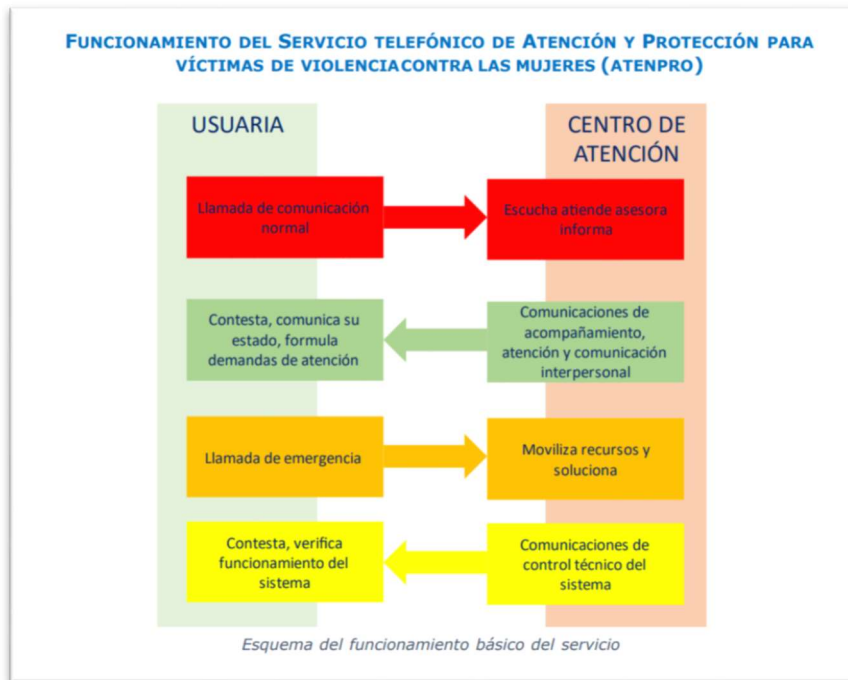 FUNCIONAMIENTO DEL SERVICIO TELEFÓNICO DE ATENCIÓN Y PROTECCIÓN PARA
VÍCTIMAS DE VIOLENCIACONTRA LAS MUJERES (ATENPRO)
USUARIA
CENTRO DE
ATENCIÓN
Llamada de comunicación
normal
Escucha atiende asesora
informa
Contesta, comunica su
estado, formula
demandas de atención
Comunicaciones de
acompañamiento,
atención y comunicación
interpersonal
Llamada de emergencia
Moviliza recursos y
soluciona
Contesta, verifica
funcionamiento del
sistema
Comunicaciones de
control técnico del
sistema
Esquema del funcionamiento básico del servicio